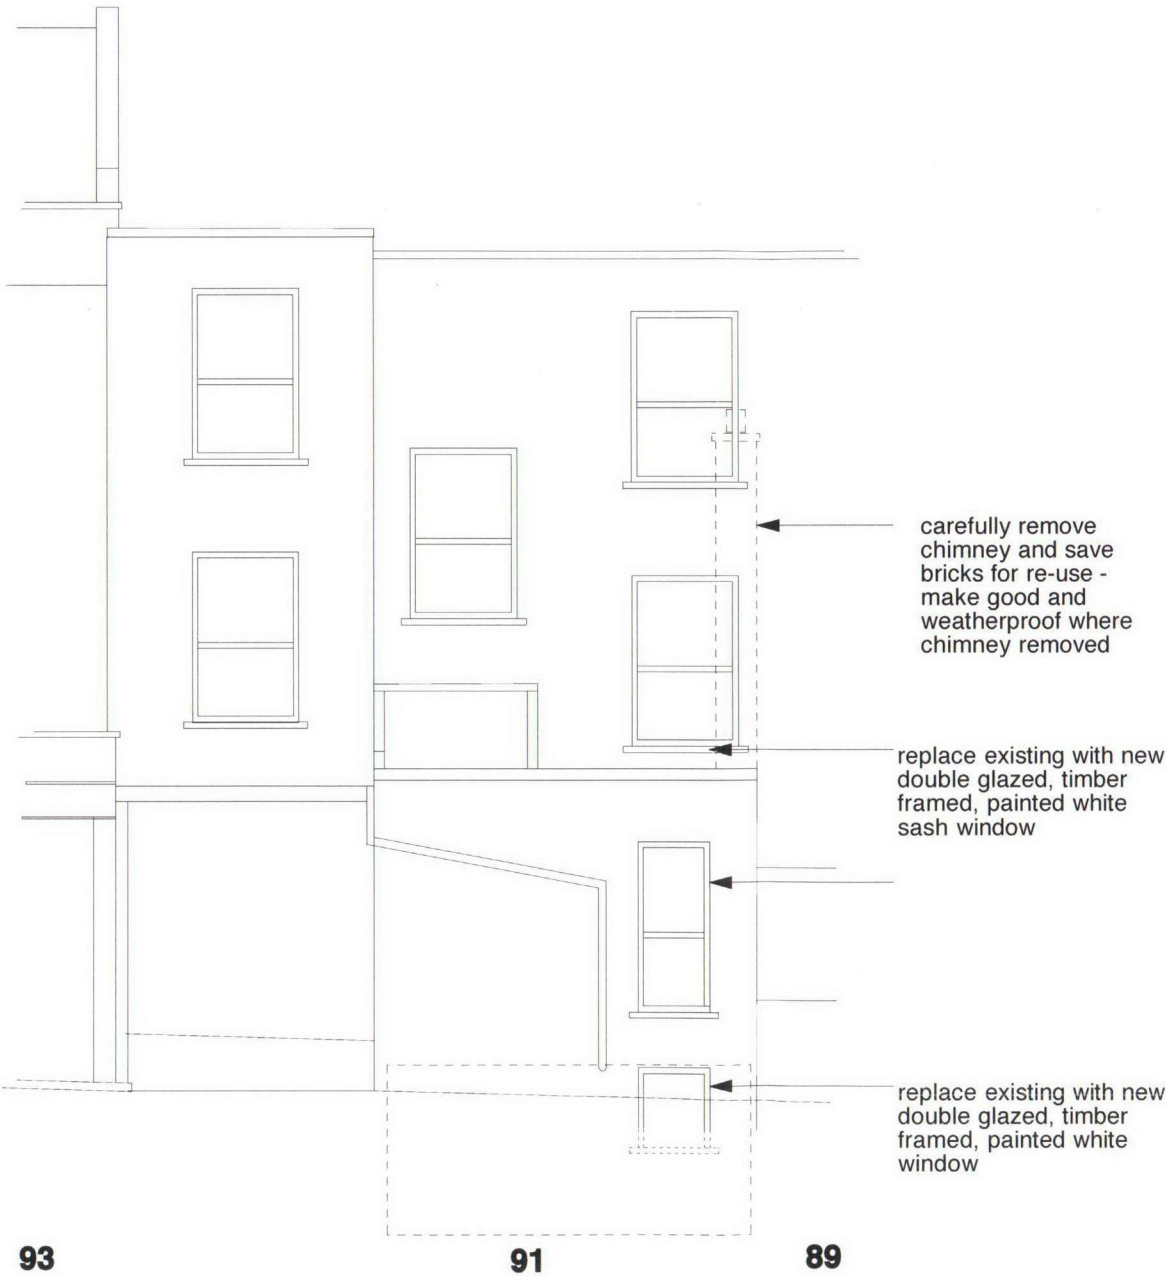 carefully remove
chimney and save
bricks for re-use -
make good and
weatherproof where
chimney removed
replace existing with new
double glazed, timber
framed, painted white
sash window
replace existing with new
double glazed, timber
framed, painted white
window
93
91
89